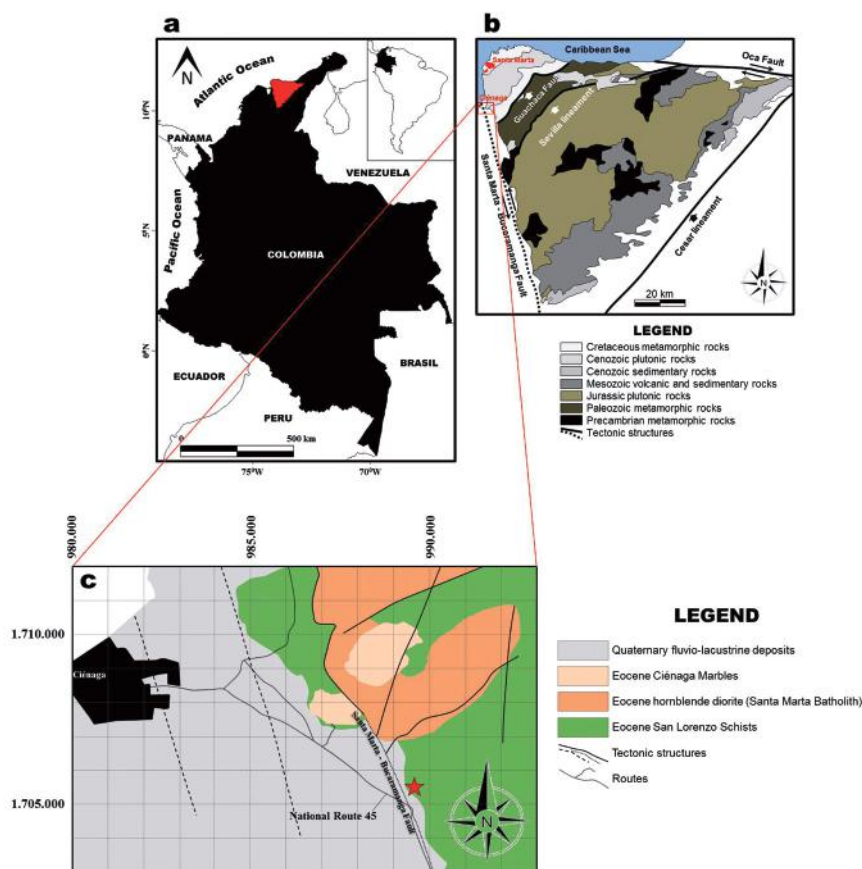 a
N
Atlantic Ocean
10°N
PANAMA
VENEZUELA
Pacific Ocean
5°N
COLOMBIA
0°N
BRASIL
ECUADOR
PERU
0
500 km
75°W
70°W
b
Caribbean Sea
Santa Marta
Oca Fault
Ciénaga
Guachaca Fault
Sevilla lineament
Santa Marta - Bucaramanga Fault
Cesar lineament
N
20 km
LEGEND
Cretaceous metamorphic rocks
Cenozoic plutonic rocks
Cenozoic sedimentary rocks
Mesozoic volcanic and sedimentary rocks
Jurassic plutonic rocks
Paleozoic metamorphic rocks
Precambrian metamorphic rocks
Tectonic structures
980.000
985.000
990.000
c
1.710.000
Ciénaga
Santa Marta - Bucaramanga Fault
1.705.000
National Route 45
N
LEGEND
Quaternary fluvio-lacustrine deposits
Eocene Ciénaga Marbles
Eocene hornblende diorite (Santa Marta Batholith)
Eocene San Lorenzo Schists
Tectonic structures
Routes